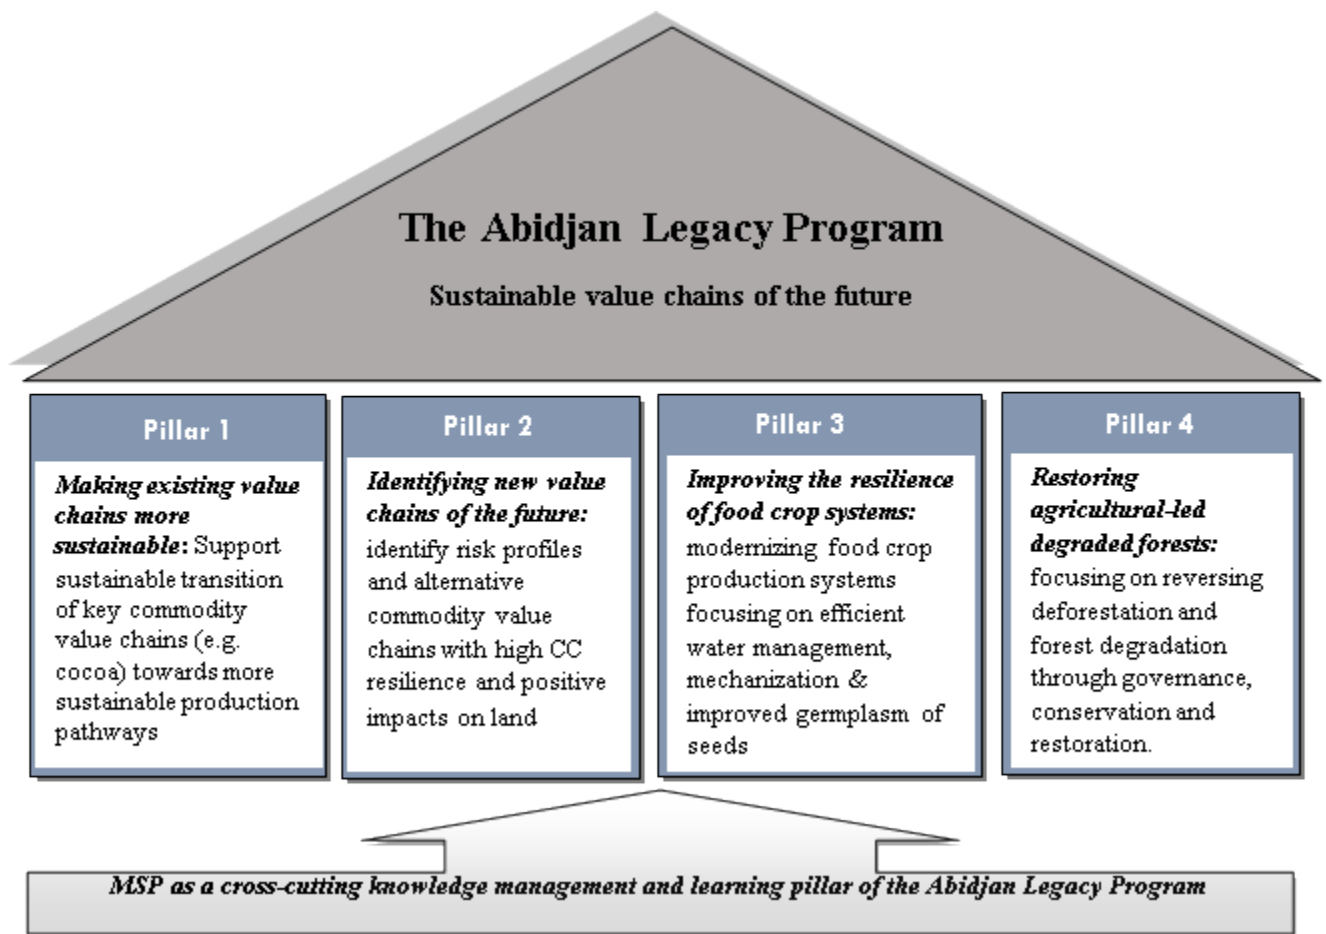 The Abidjan Legacy Program
Sustainable value chains of the future
Pillar 1
Making existing value
chains more
sustainable: Support
sustainable transition
of key commodity
value chains (e.g.
cocoa) towards more
sustainable production
pathways
Pillar 2
Identifying new value
chains of the future:
identify risk profiles
and alternative
commodity value
chains with high CC
resilience and positive
impacts on land
Pillar 3
Improving the resilience
of food crop systems:
modernizing food crop
production systems
focusing on efficient
water management,
mechanization &
improved germplasm of
seeds
Pillar 4
Restoring
agricultural-led
degraded forests:
focusing on reversing
deforestation and
forest degradation
through governance,
conservation and
restoration.
MSP as a cross-cutting knowledge management and learning pillar of the Abidjan Legacy Program